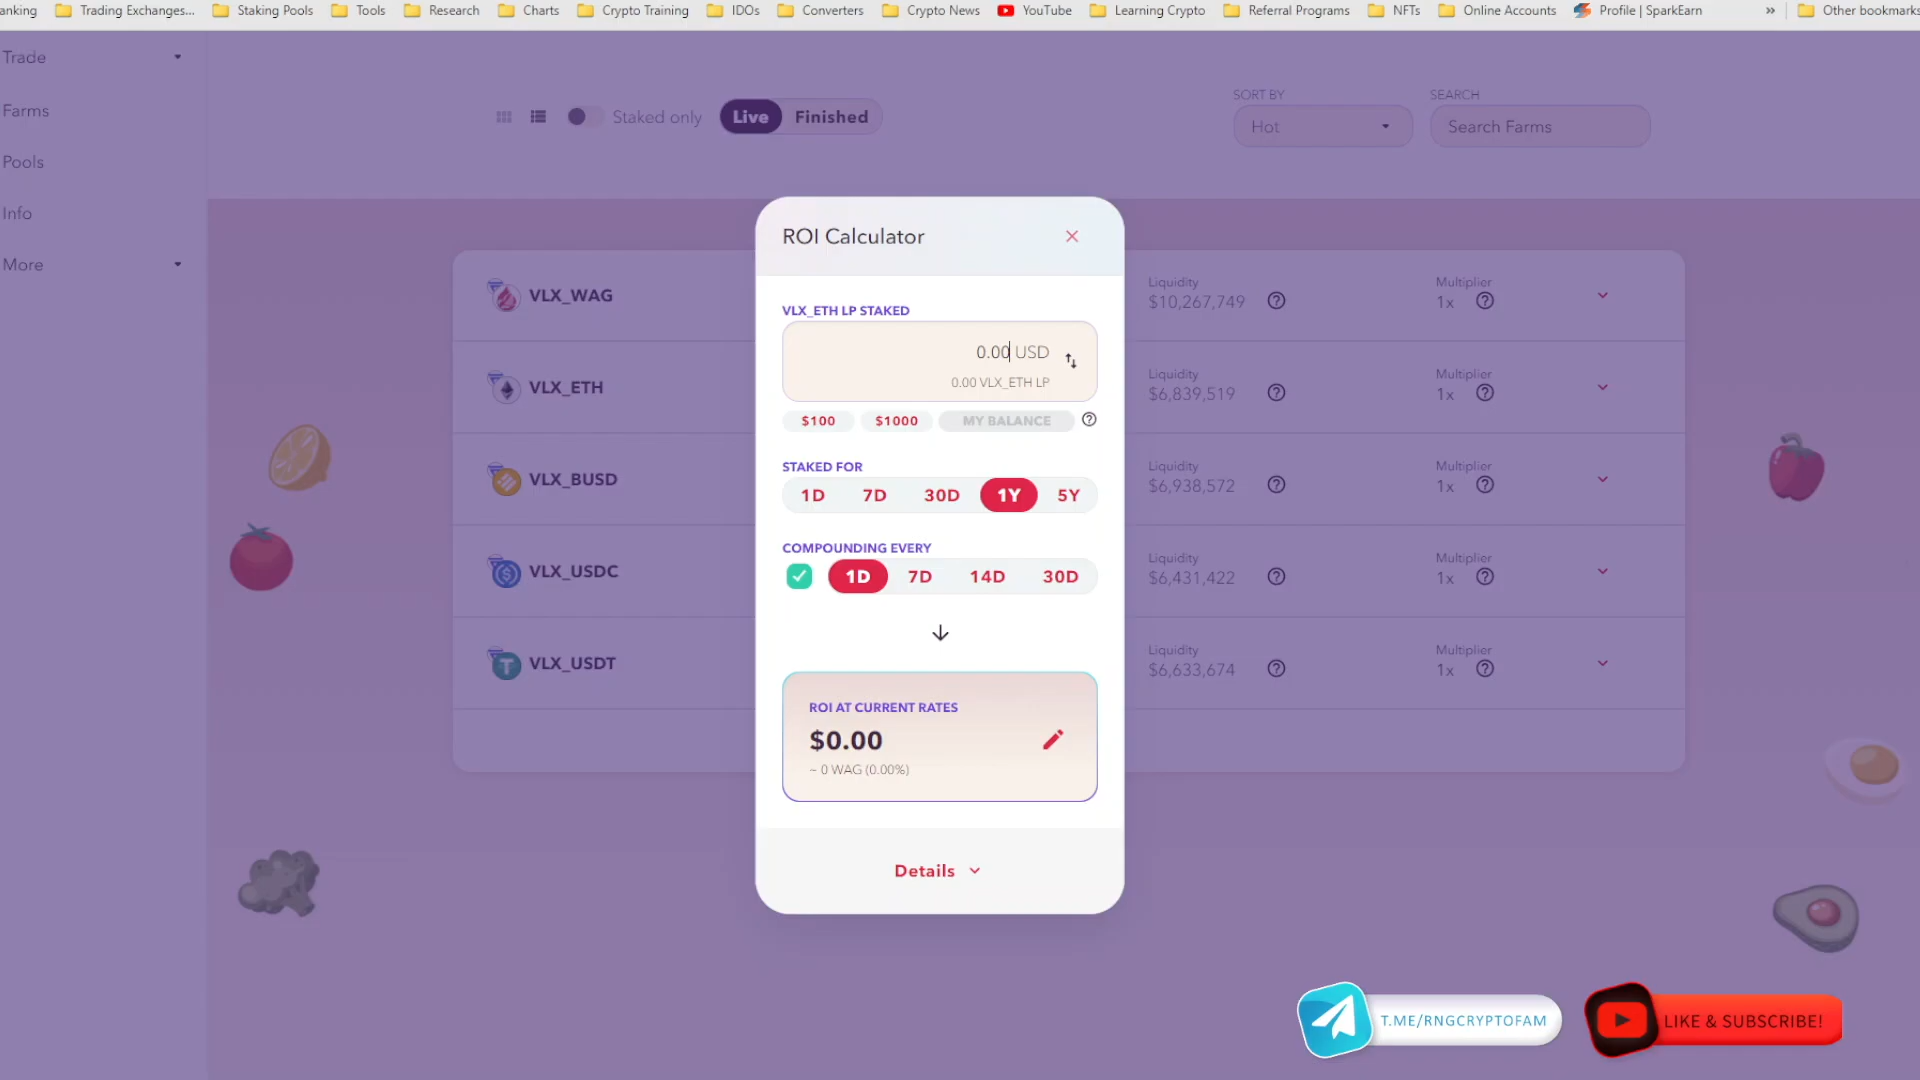 anking Trading Exchanges... Staking Pools Tools Research Charts Crypto Training IDOs Converters Crypto News YouTube Learning Crypto Referral Programs NFTs Online Accounts Profile | SparkEarn » Other bookmarks
Trade
Farms
Pools
Info
More
Staked only Live Finished
SORT BY
Hot
SEARCH
Search Farms
VLX_WAG
Liquidity
$10,267,749
Multiplier
1x
VLX_ETH
Liquidity
$6,839,519
Multiplier
1x
VLX_BUSD
Liquidity
$6,938,572
Multiplier
1x
VLX_USDC
Liquidity
$6,431,422
Multiplier
1x
VLX_USDT
Liquidity
$6,633,674
Multiplier
1x
ROI Calculator
VLX_ETH LP STAKED
0.00 USD
0.00 VLX_ETH LP
$100 $1000 MY BALANCE
STAKED FOR
1D 7D 30D 1Y 5Y
COMPOUNDING EVERY
1D 7D 14D 30D
ROI AT CURRENT RATES
$0.00
~ 0 WAG (0.00%)
Details
T.ME/RNGCRYPTOFAM
LIKE & SUBSCRIBE!